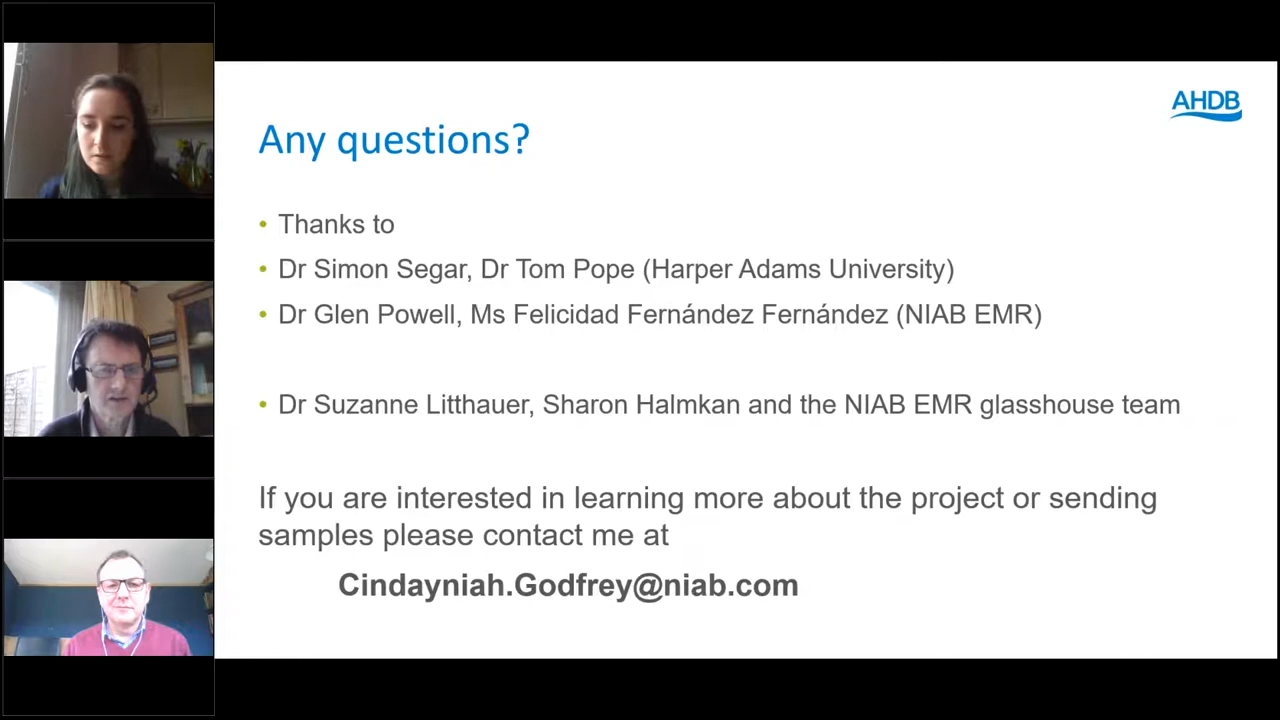 AHDB
Any questions?
• Thanks to
• Dr Simon Segar, Dr Tom Pope (Harper Adams University)
• Dr Glen Powell, Ms Felicidad Fernández Fernández (NIAB EMR)
• Dr Suzanne Litthauer, Sharon Halmkan and the NIAB EMR glasshouse team
If you are interested in learning more about the project or sending
samples please contact me at
Cindayniah.Godfrey@niab.com